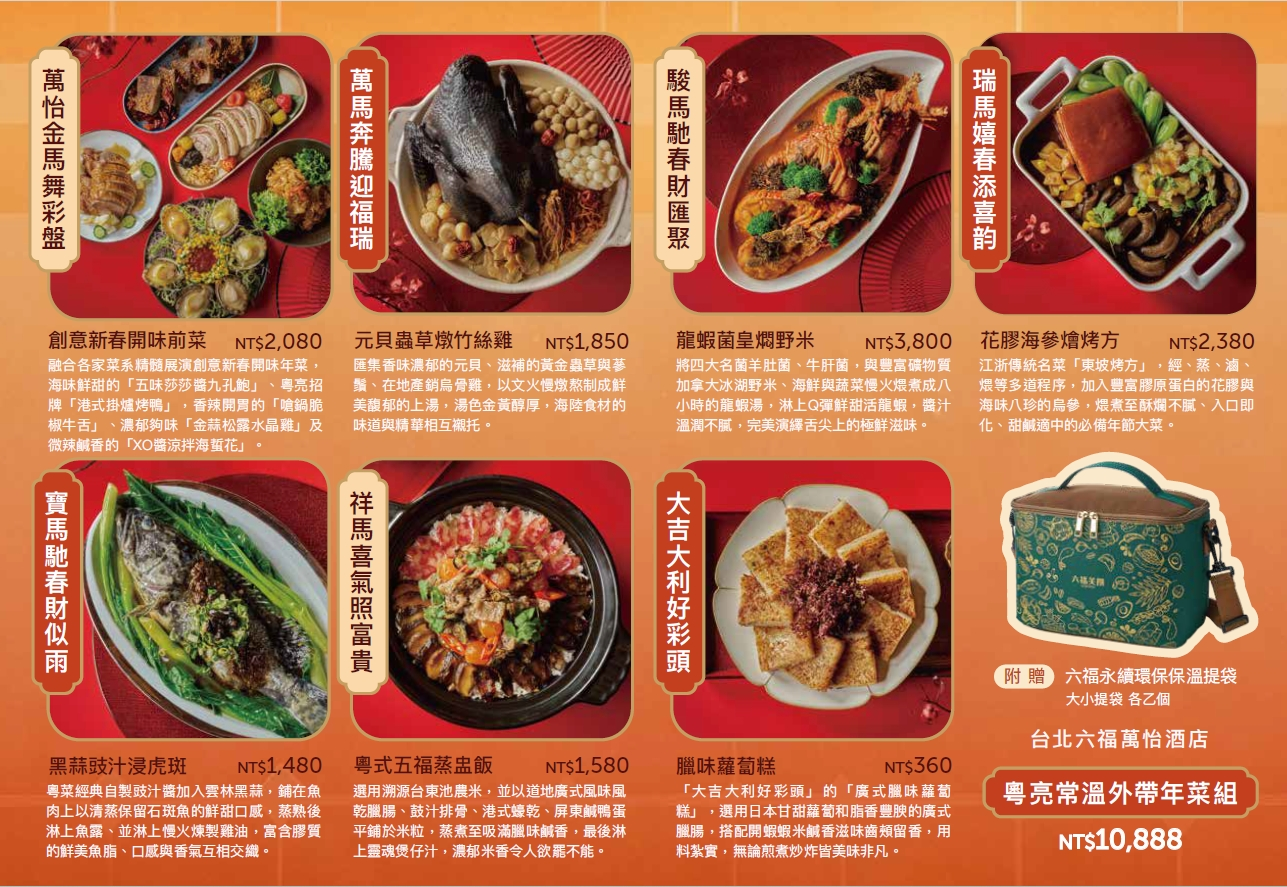 萬怡金馬舞彩盤
創意新春開味前菜 NT$2,080
融合各家菜系精髓展演創意新春開味年菜，
海味鮮甜的「五味莎莎醬九孔鮑」、粵亮招
牌「港式掛爐烤鴨」，香辣開胃的「嗆鍋脆
椒牛舌」、濃郁夠味「金蒜松露水晶雞」及
微辣鹹香的「XO醬涼拌海蜇花」。
萬馬奔騰迎福瑞
元貝蟲草燉竹絲雞 NT$1,850
匯集香味濃郁的元貝、滋補的黃金蟲草與蔘
鬚、在地產銷烏骨雞，以文火慢燉熬制成鮮
美馥郁的上湯，湯色金黃醇厚，海陸食材的
味道與精華相互襯托。
駿馬馳春財匯聚
龍蝦菌皇燜野米 NT$3,800
將四大名菌羊肚菌、牛肝菌，與豐富礦物質
加拿大冰湖野米、海鮮與蔬菜慢火煨煮成八
小時的龍蝦湯，淋上Q彈鮮甜活龍蝦，醬汁
溫潤不膩，完美演繹舌尖上的極鮮滋味。
瑞馬嬉春添喜韵
花膠海參燴烤方 NT$2,380
江浙傳統名菜「東坡烤方」，經、蒸、滷、
煨等多道程序，加入豐富膠原蛋白的花膠與
海味八珍的烏參，煨煮至酥爛不膩、入口即
化、甜鹹適中的必備年節大菜。
寶馬馳春財似雨
黑蒜豉汁浸虎斑 NT$1,480
粵菜經典自製豉汁醬加入雲林黑蒜，鋪在魚
肉上以清蒸保留石斑魚的鮮甜口感，蒸熟後
淋上魚露、並淋上慢火煉製雞油，富含膠質
的鮮美魚脂、口感與香氣互相交織。
祥馬喜氣照富貴
粵式五福蒸盅飯 NT$1,580
選用溯源台東池農米，並以道地廣式風味風
乾臘腸、鼓汁排骨、港式蠔乾、屏東鹹鴨蛋
平鋪於米粒，蒸煮至吸滿臘味鹹香，最後淋
上靈魂煲仔汁，濃郁米香令人欲罷不能。
大吉大利好彩頭
臘味蘿蔔糕 NT$360
「大吉大利好彩頭」的「廣式臘味蘿蔔
糕」，選用日本甘甜蘿蔔和脂香豐腴的廣式
臘腸，搭配開蝦蝦米鹹香滋味齒頰留香，用
料紮實，無論煎煮炒炸皆美味非凡。
六福集團
附贈 六福永續環保保溫提袋
大小提袋 各乙個
台北六福萬怡酒店
粵亮常溫外帶年菜組
NT$10,888